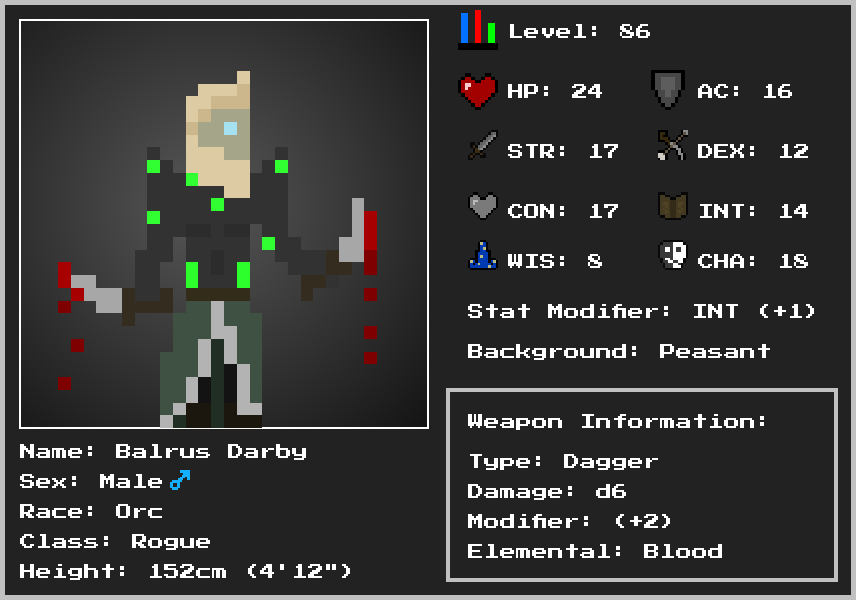 Level: 86
HP: 24 AC: 16
STR: 17 DEX: 12
CON: 17 INT: 14
WIS: 8 CHA: 18
Stat Modifier: INT (+1)
Background: Peasant
Weapon Information:
Type: Dagger
Damage: d6
Modifier: (+2)
Elemental: Blood
Name: Balrus Darby
Sex: Male ♂
Race: Orc
Class: Rogue
Height: 152cm (4'12")